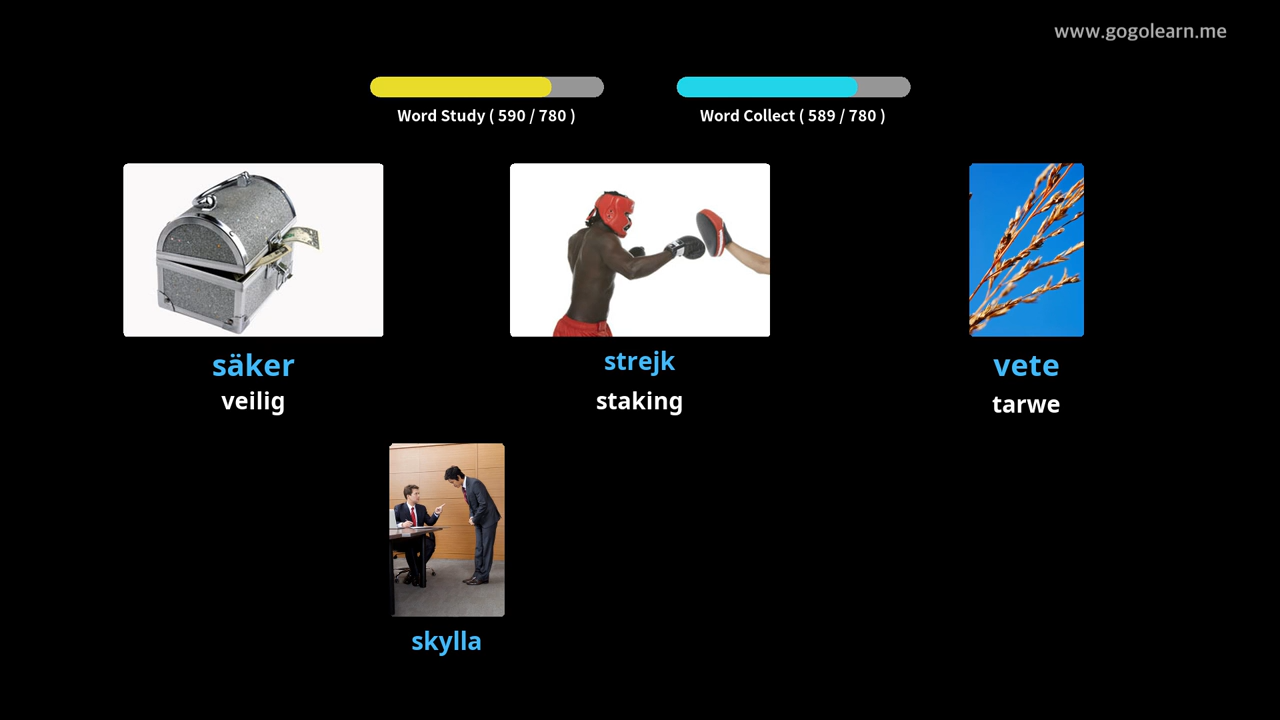 www.gogolearn.me
Word Study ( 590 / 780 )
Word Collect ( 589 / 780 )
säker
veilig
strejk
staking
vete
tarwe
skylla